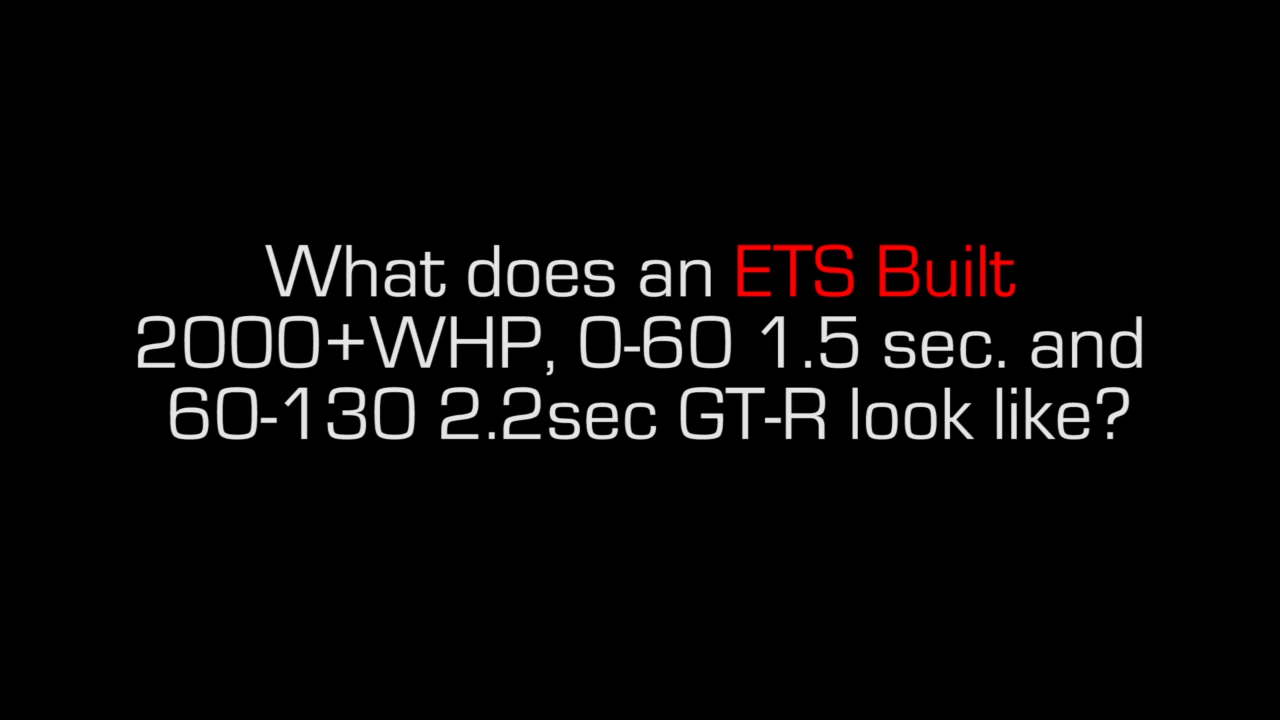 What does an ETS Built
2000+WHP, 0-60 1.5 sec. and
60-130 2.2sec GT-R look like?